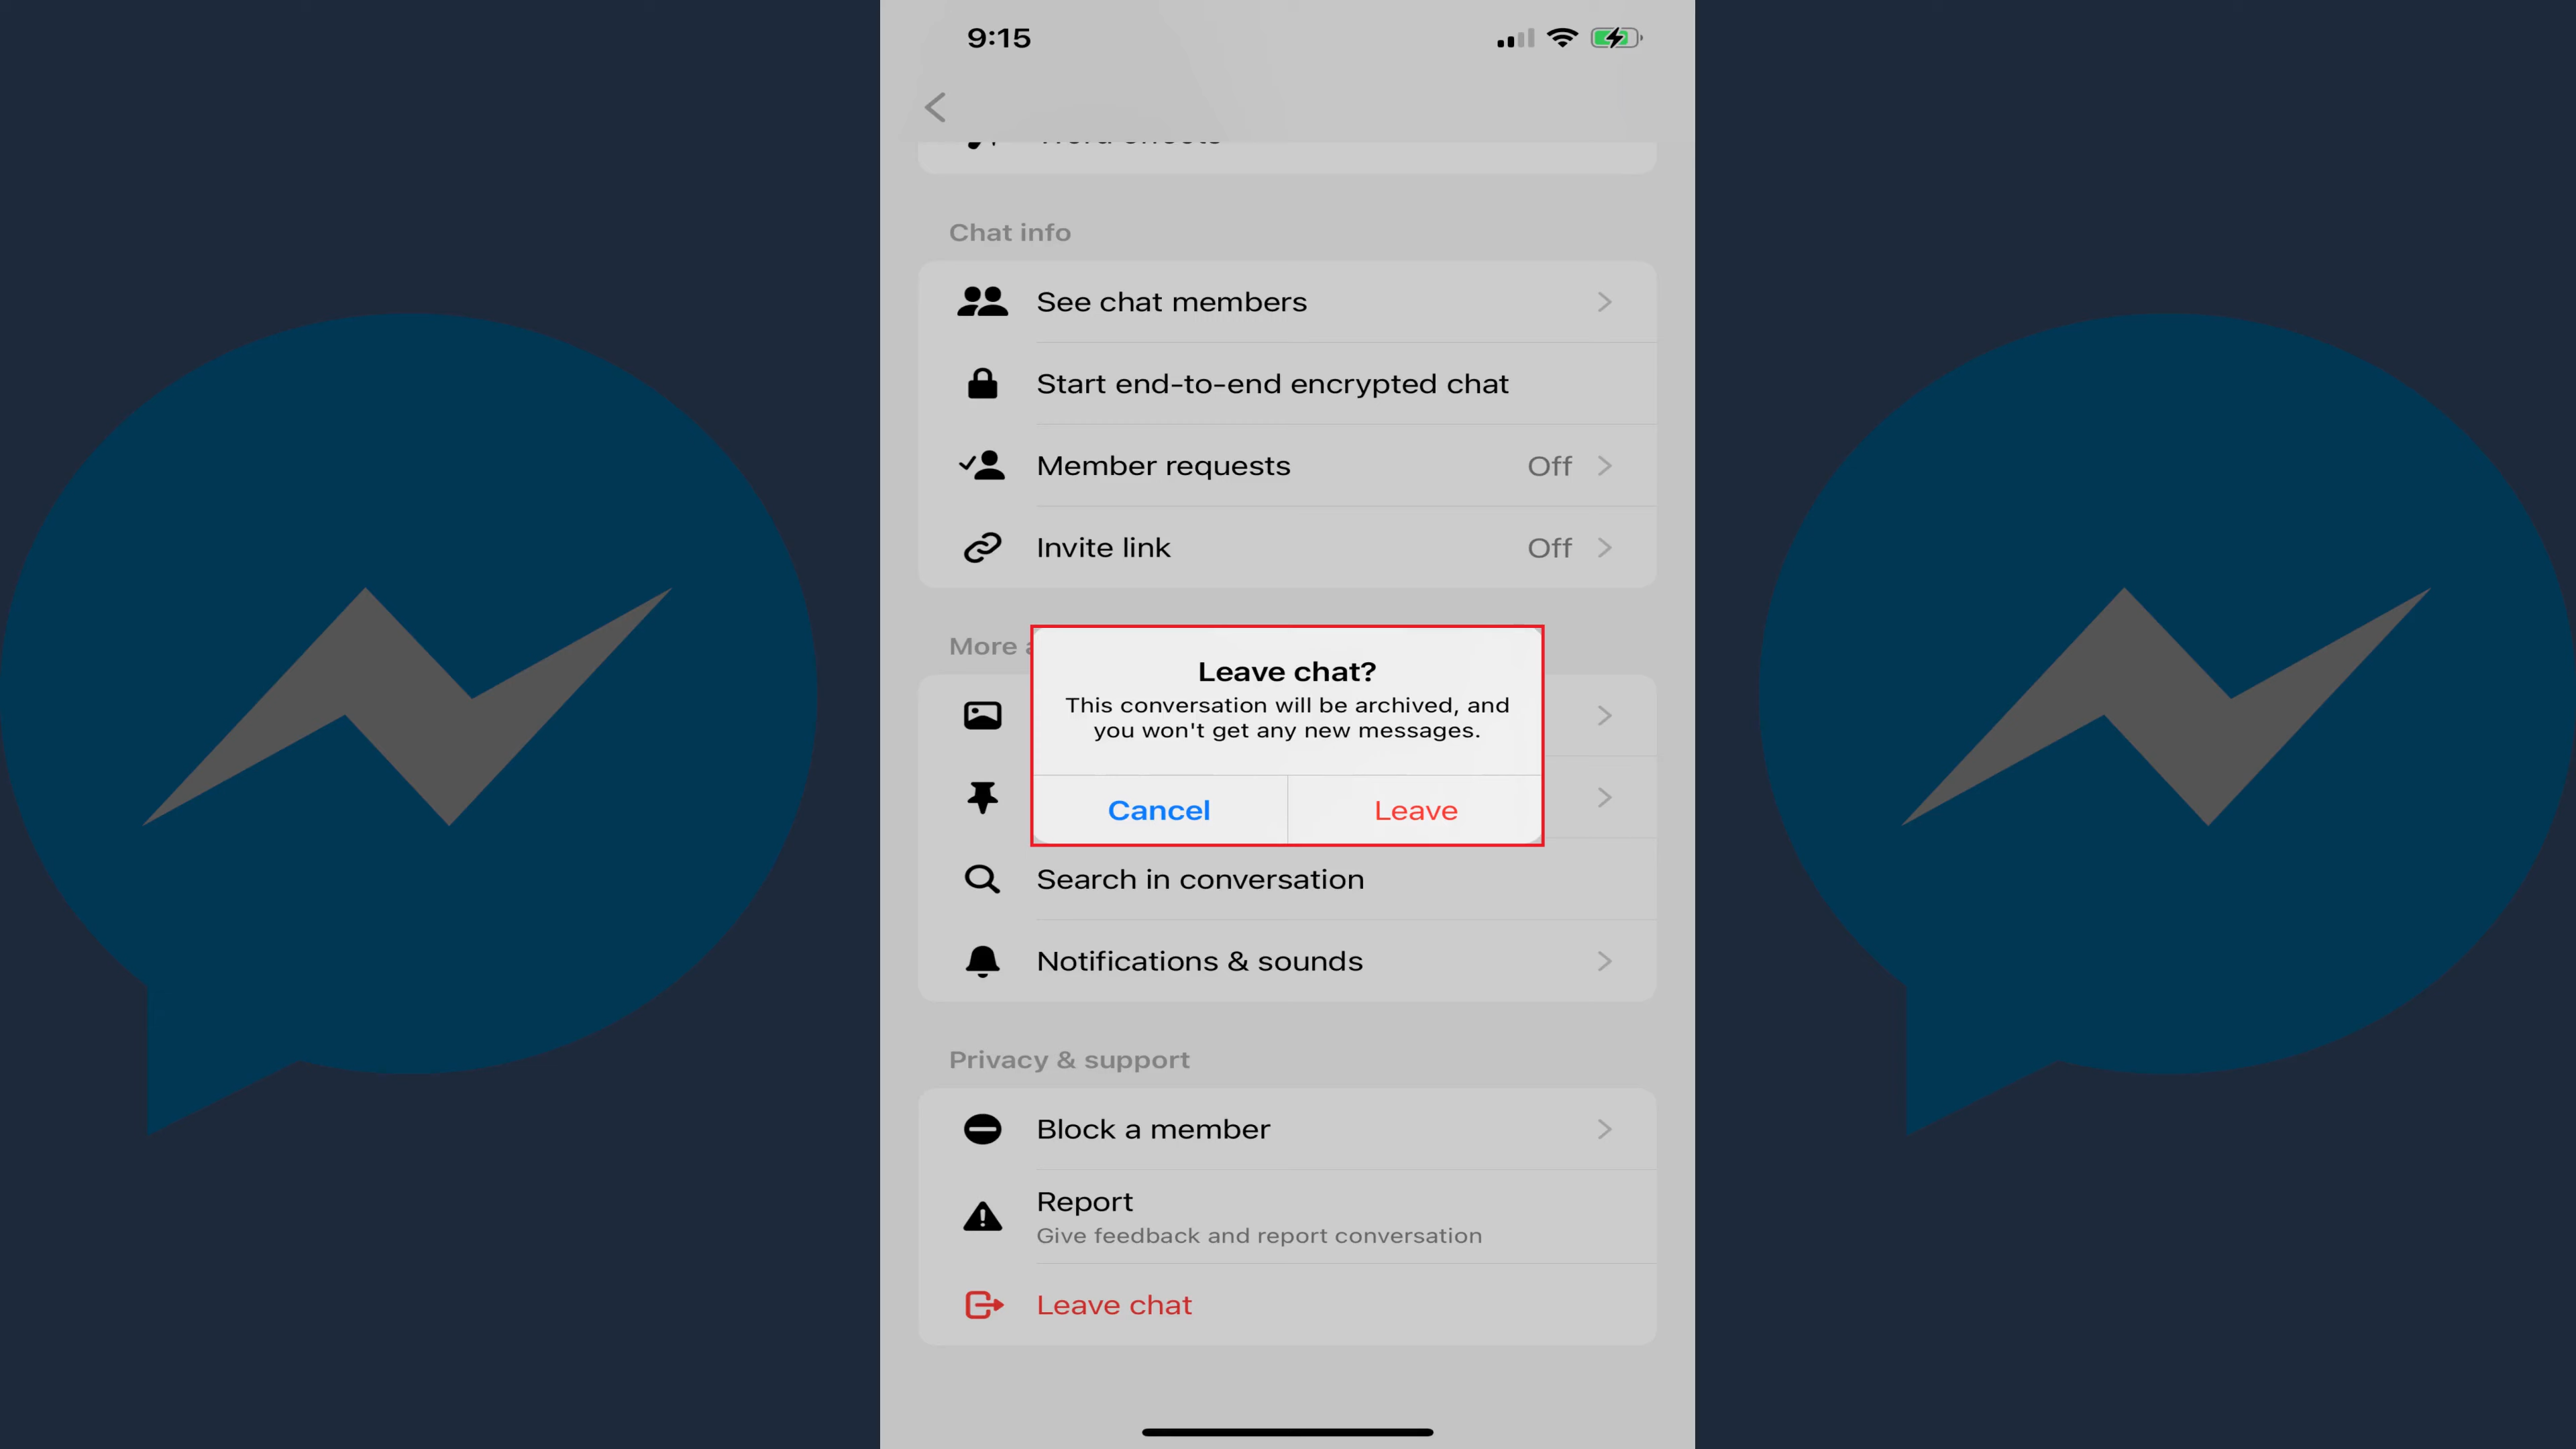 9:15
Chat info
See chat members
Start end-to-end encrypted chat
Member requests Off
Invite link Off
More
Leave chat?
This conversation will be archived, and
you won't get any new messages.
Cancel Leave
Search in conversation
Notifications & sounds
Privacy & support
Block a member
Report
Give feedback and report conversation
Leave chat